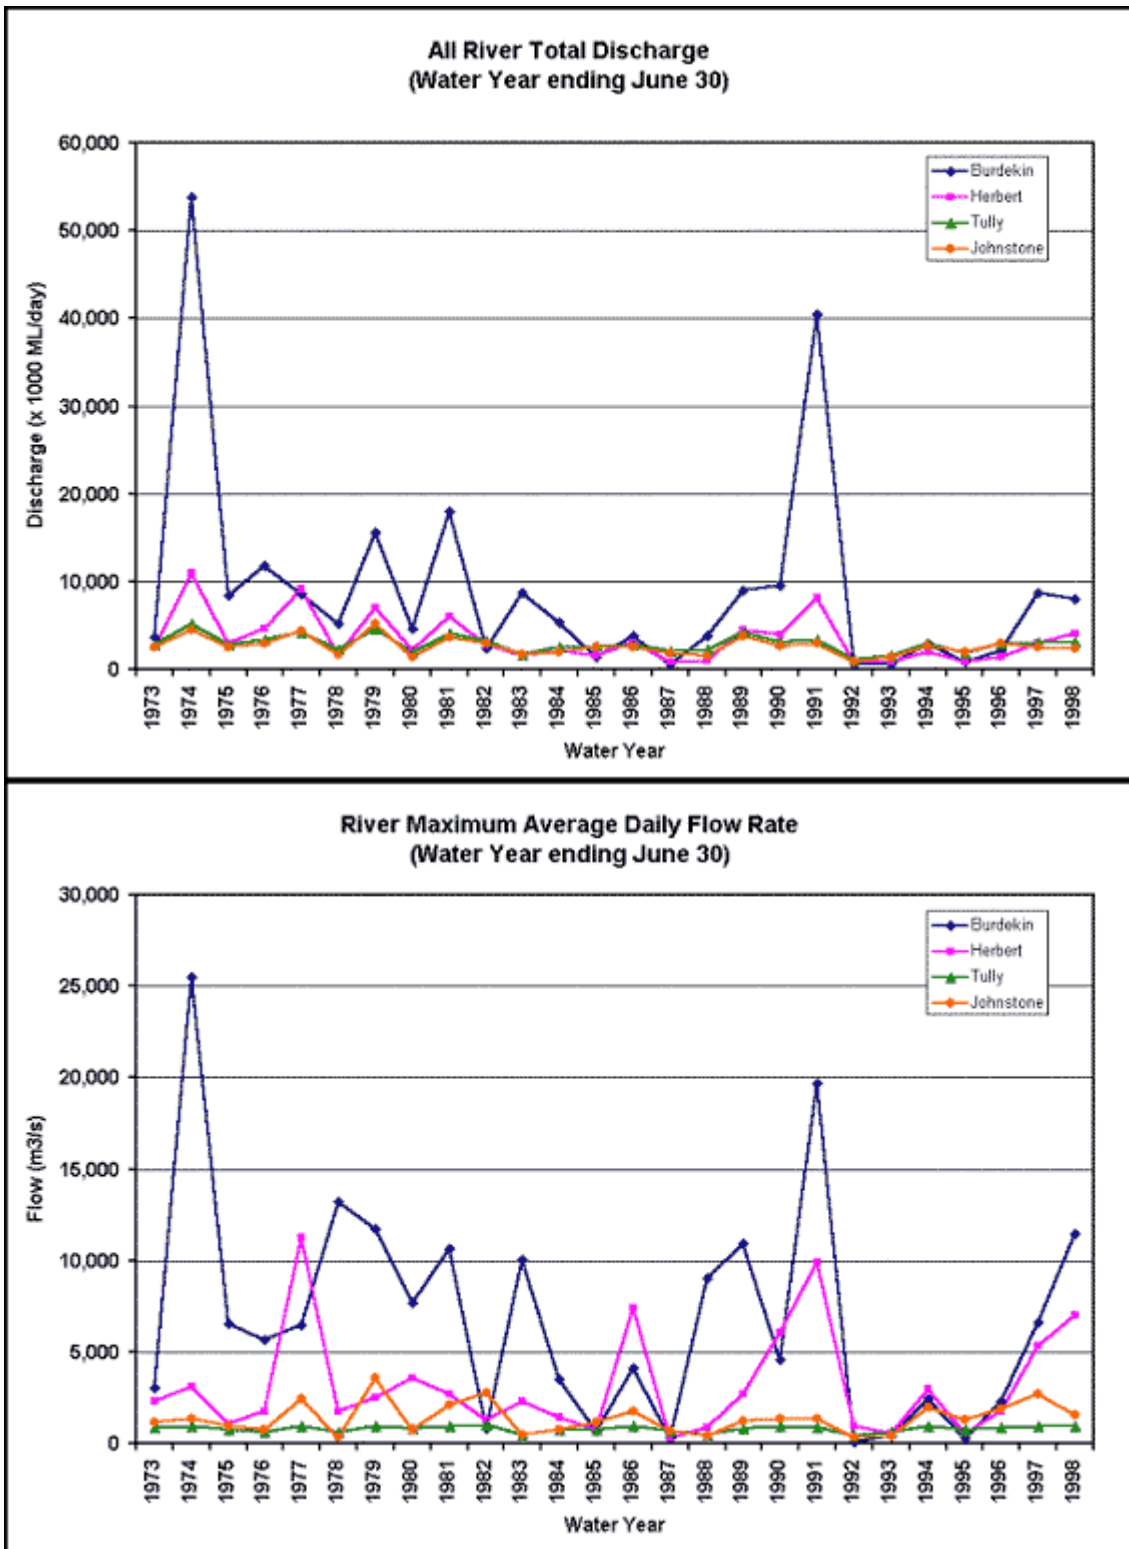 All River Total Discharge
(Water Year ending June 30)
60,000
50,000
40,000
30,000
20,000
10,000
0
Discharge (x 1000 ML/day)
Burdekin
Herbert
Tully
Johnstone
1973 1974 1975 1976 1977 1978 1979 1980 1981 1982 1983 1984 1985 1986 1987 1988 1989 1990 1991 1992 1993 1994 1995 1996 1997 1998
Water Year
River Maximum Average Daily Flow Rate
(Water Year ending June 30)
30,000
25,000
20,000
15,000
10,000
5,000
0
Flow (m3/s)
Burdekin
Herbert
Tully
Johnstone
1973 1974 1975 1976 1977 1978 1979 1980 1981 1982 1983 1984 1985 1986 1987 1988 1989 1990 1991 1992 1993 1994 1995 1996 1997 1998
Water Year